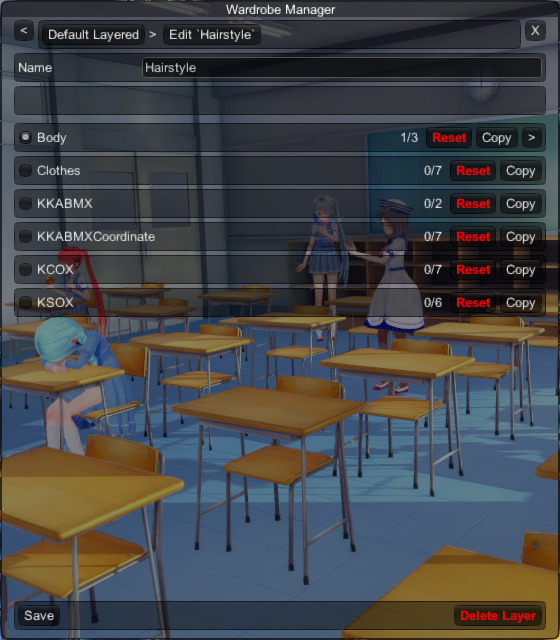 Wardrobe Manager
< Default Layered > Edit `Hairstyle` X
Name Hairstyle
Body 1/3 Reset Copy >
Clothes 0/7 Reset Copy
KKABMX 0/2 Reset Copy
KKABMXCoordinate 0/7 Reset Copy
KCOX 0/7 Reset Copy
KSOX 0/6 Reset Copy
Save Delete Layer